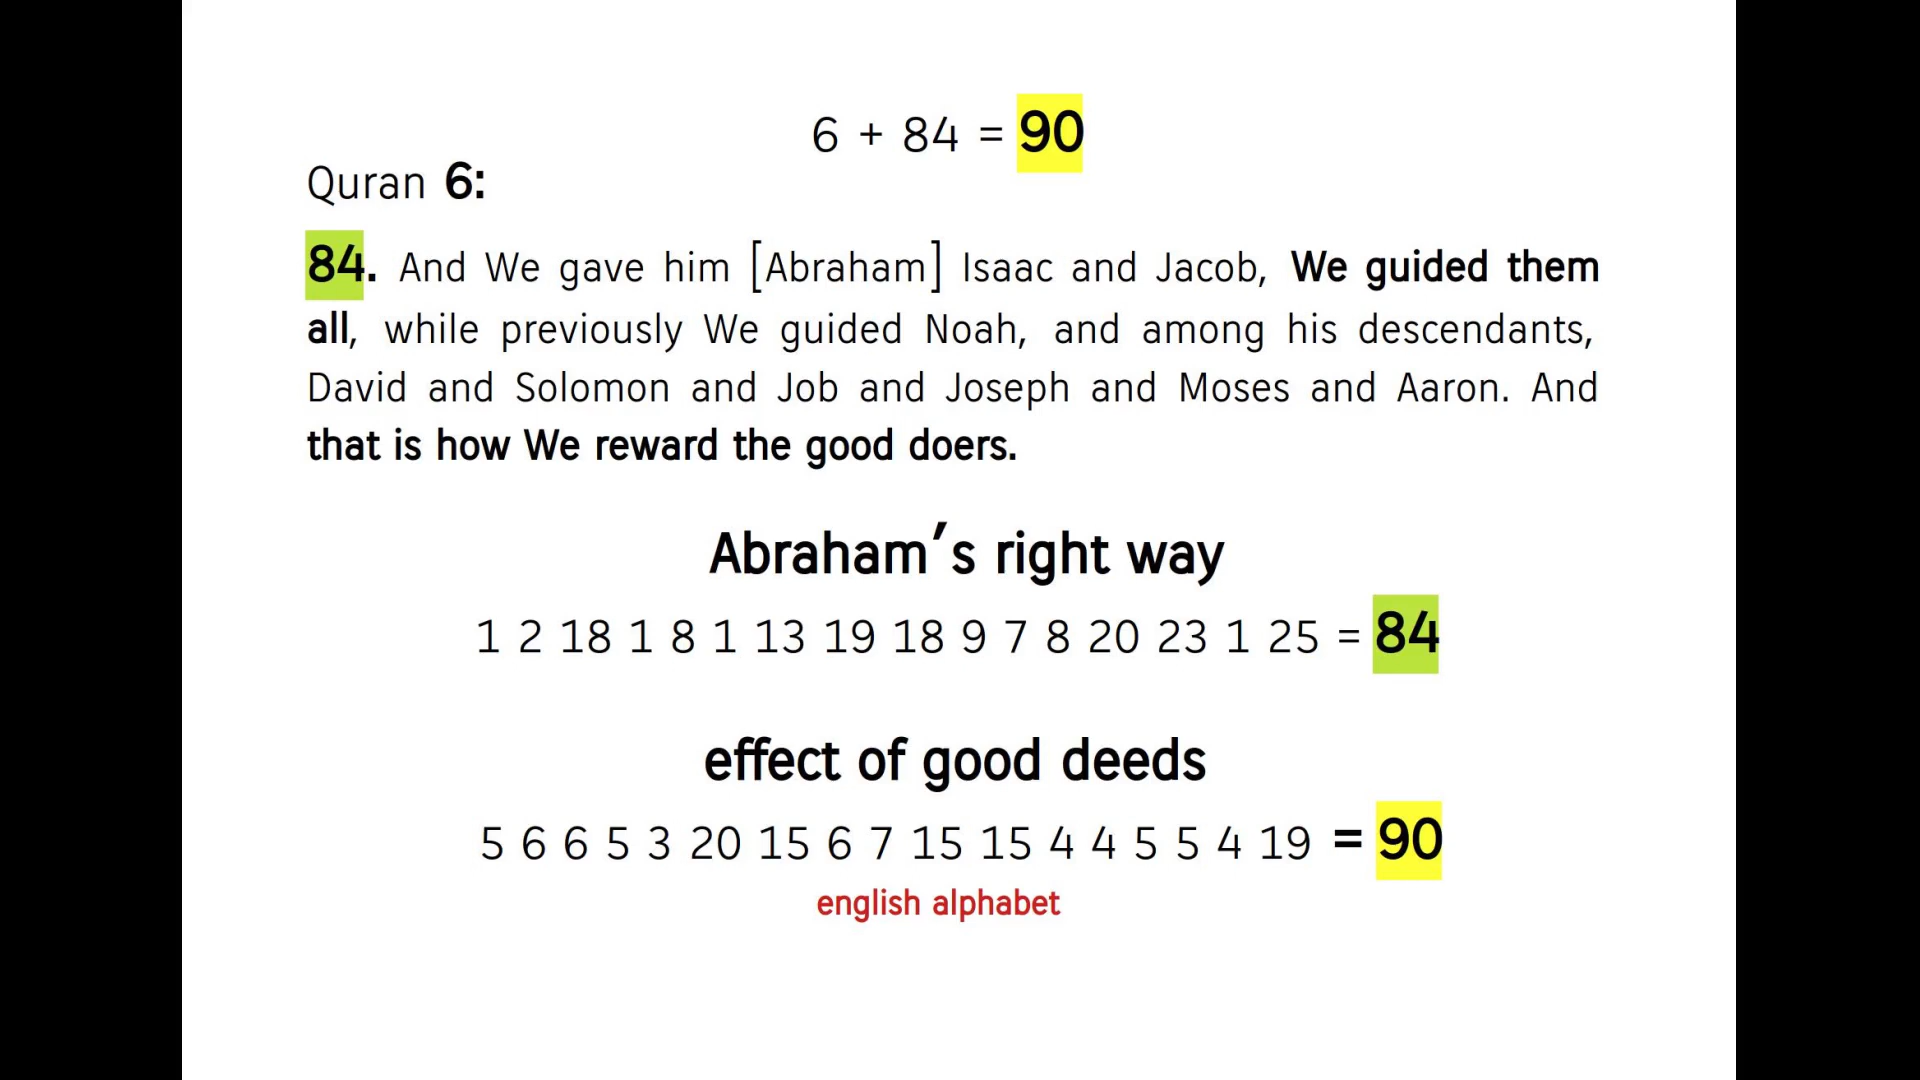 6 + 84 = 90
Quran 6:
84. And We gave him [Abraham] Isaac and Jacob, We guided them
all, while previously We guided Noah, and among his descendants,
David and Solomon and Job and Joseph and Moses and Aaron. And
that is how We reward the good doers.
Abraham′s right way
1 2 18 1 8 1 13 19 18 9 7 8 20 23 1 25 = 84
effect of good deeds
5 6 6 5 3 20 15 6 7 15 15 4 4 5 5 4 19 = 90
english alphabet